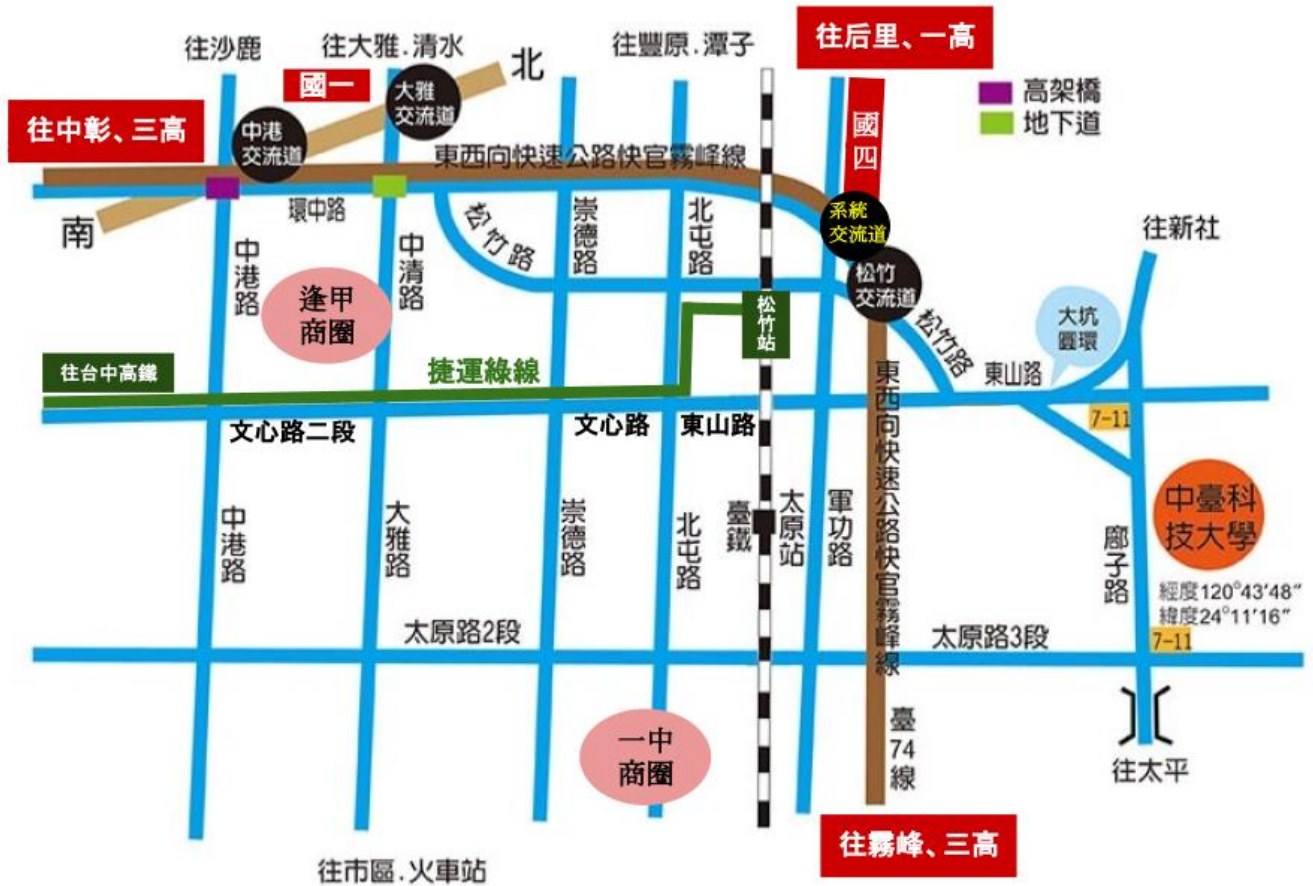 往后里、一高
往沙鹿
往大雅.清水
往豐原.潭子
北
國一
大雅
交流道
高架橋
地下道
往中彰、三高
中港
交流道
國四
東西向快速公路快官霧峰線
南
環中路
松竹路
崇德路
北屯路
系統
交流道
往新社
中港路
中清路
松竹
交流道
逢甲
商圈
松竹站
松竹路
大坑
圓環
往台中高鐵
捷運綠線
東山路
東西向快速公路快官霧峰線
文心路二段
文心路
東山路
7-11
中港路
大雅路
崇德路
北屯路
臺鐵
太原站
軍功路
廍子路
中臺科
技大學
經度120°43'48"
緯度24°11'16"
太原路2段
太原路3段
7-11
一中
商圈
臺74線
往太平
往霧峰、三高
往市區.火車站